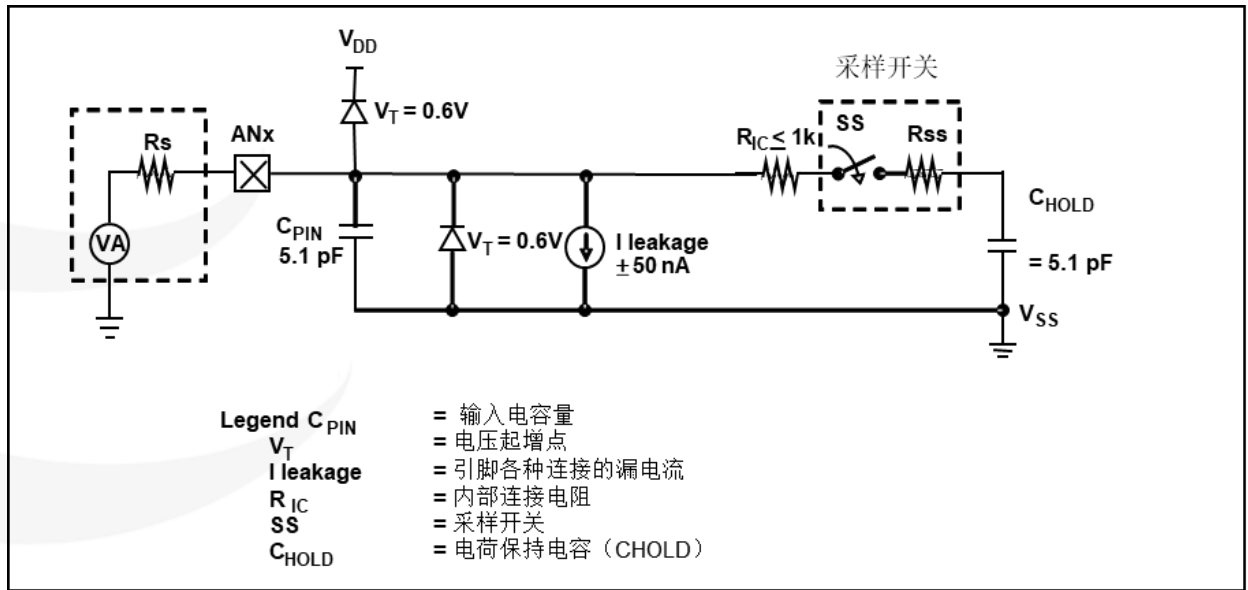 V_DD
采样开关
V_T = 0.6V
Rs
ANx
R_IC ≤ 1k
SS
Rss
VA
C_PIN
5.1 pF
V_T = 0.6V
I leakage
± 50 nA
C_HOLD
= 5.1 pF
V_SS
Legend C_PIN = 输入电容量
V_T = 电压起增点
I leakage = 引脚各种连接的漏电流
R_IC = 内部连接电阻
SS = 采样开关
C_HOLD = 电荷保持电容（CHOLD）